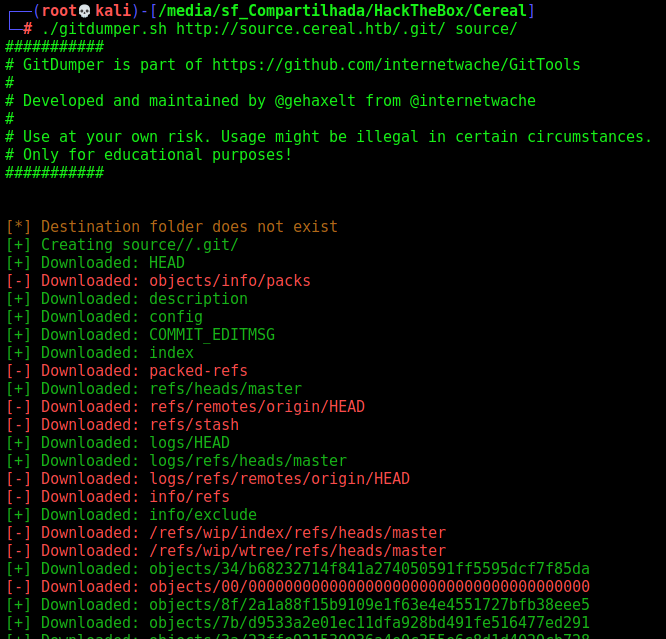 ┌──(root💀kali)-[/media/sf_Compartilhada/HackTheBox/Cereal]
└─# ./gitdumper.sh http://source.cereal.htb/.git/ source/
###########
# GitDumper is part of https://github.com/internetwache/GitTools
#
# Developed and maintained by @gehaxelt from @internetwache
#
# Use at your own risk. Usage might be illegal in certain circumstances.
# Only for educational purposes!
###########
[*] Destination folder does not exist
[+] Creating source//.git/
[+] Downloaded: HEAD
[-] Downloaded: objects/info/packs
[+] Downloaded: description
[+] Downloaded: config
[+] Downloaded: COMMIT_EDITMSG
[+] Downloaded: index
[-] Downloaded: packed-refs
[+] Downloaded: refs/heads/master
[-] Downloaded: refs/remotes/origin/HEAD
[-] Downloaded: refs/stash
[+] Downloaded: logs/HEAD
[+] Downloaded: logs/refs/heads/master
[-] Downloaded: logs/refs/remotes/origin/HEAD
[-] Downloaded: info/refs
[+] Downloaded: info/exclude
[-] Downloaded: /refs/wip/index/refs/heads/master
[-] Downloaded: /refs/wip/wtree/refs/heads/master
[+] Downloaded: objects/34/b68232714f841a274050591ff5595dcf7f85da
[-] Downloaded: objects/00/00000000000000000000000000000000000000
[+] Downloaded: objects/8f/2a1a88f15b9109e1f63e4e4551727bfb38eee5
[+] Downloaded: objects/7b/d9533a2e01ec11dfa928bd491fe516477ed291
[+] Downloaded: